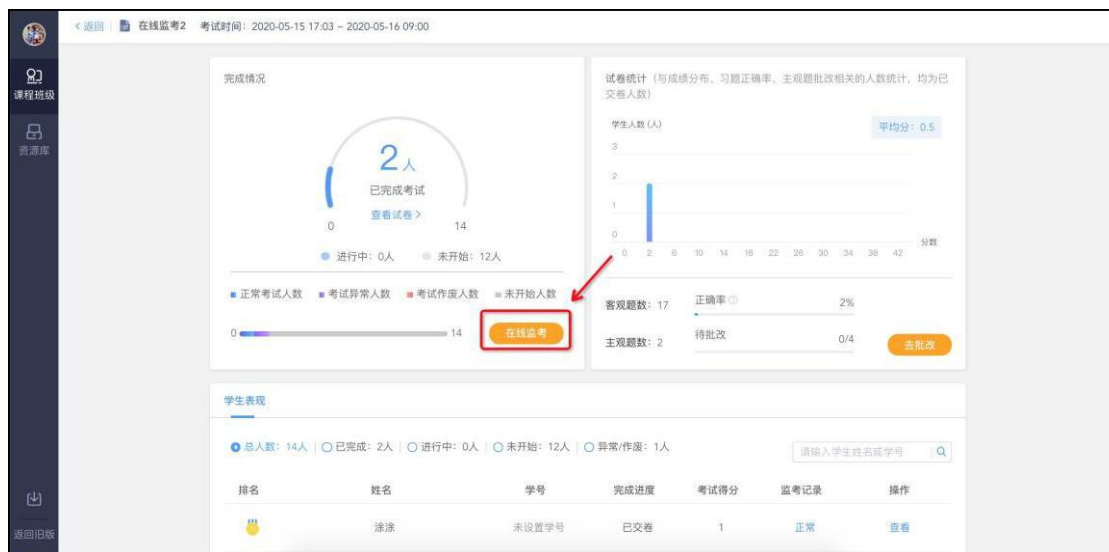 < 返回 在线监考2 考试时间：2020-05-15 17:03 ~ 2020-05-16 09:00
课程班级
资源库
返回旧版
完成情况
2人
已完成考试
查看试卷 >
0 14
进行中：0人 未开始：12人
正常考试人数 考试异常人数 考试作废人数 未开始人数
0 14 在线监考
试卷统计（与成绩分布、习题正确率、主观题批改相关的人数统计，均为已
交卷人数）
学生人数（人） 平均分：0.5
3
2
1
0 分数
0 2 6 10 14 16 22 26 30 34 38 42
客观题数：17 正确率 2%
主观题数：2 待批改 0/4 去批改
学生表现
总人数：14人 已完成：2人 进行中：0人 未开始：12人 异常/作废：1人 请输入学生姓名或学号
排名 姓名 学号 完成进度 考试得分 监考记录 操作
涂涂 未设置学号 已交卷 1 正常 查看